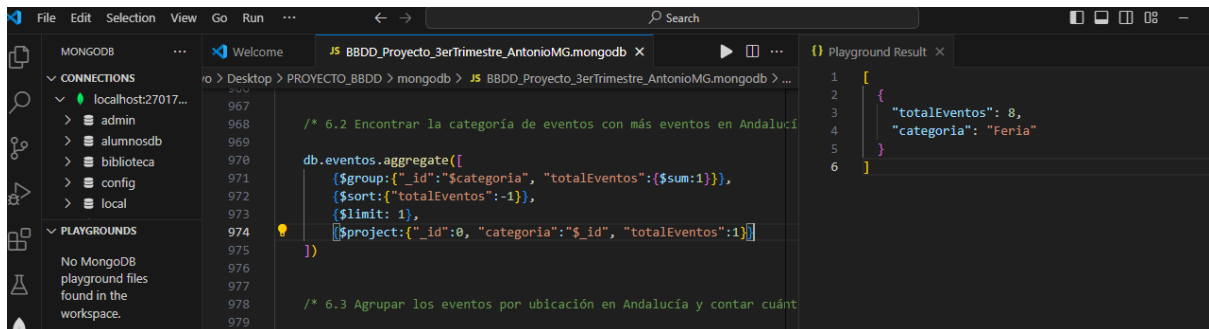 File Edit Selection View Go Run ··· ← → Search
MONGODB ···
CONNECTIONS
localhost:27017...
admin
alumnosdb
biblioteca
config
local
PLAYGROUNDS
No MongoDB
playground files
found in the
workspace.
Welcome
JS BBDD_Proyecto_3erTrimestre_AntonioMG.mongodb ×
···
vo > Desktop > PROYECTO_BBDD > mongodb > JS BBDD_Proyecto_3erTrimestre_AntonioMG.mongodb > ...
967
968 /* 6.2 Encontrar la categoría de eventos con más eventos en Andalucí
969
970 db.eventos.aggregate([
971 {$group:{"_id":"$categoria", "totalEventos":{$sum:1}}},
972 {$sort:{"totalEventos":-1}},
973 {$limit: 1},
974 {$project:{"_id":0, "categoria":"$_id", "totalEventos":1}}
975 ])
976
977
978 /* 6.3 Agrupar los eventos por ubicación en Andalucía y contar cuánt
979
{} Playground Result ×
1 [
2 {
3 "totalEventos": 8,
4 "categoria": "Feria"
5 }
6 ]